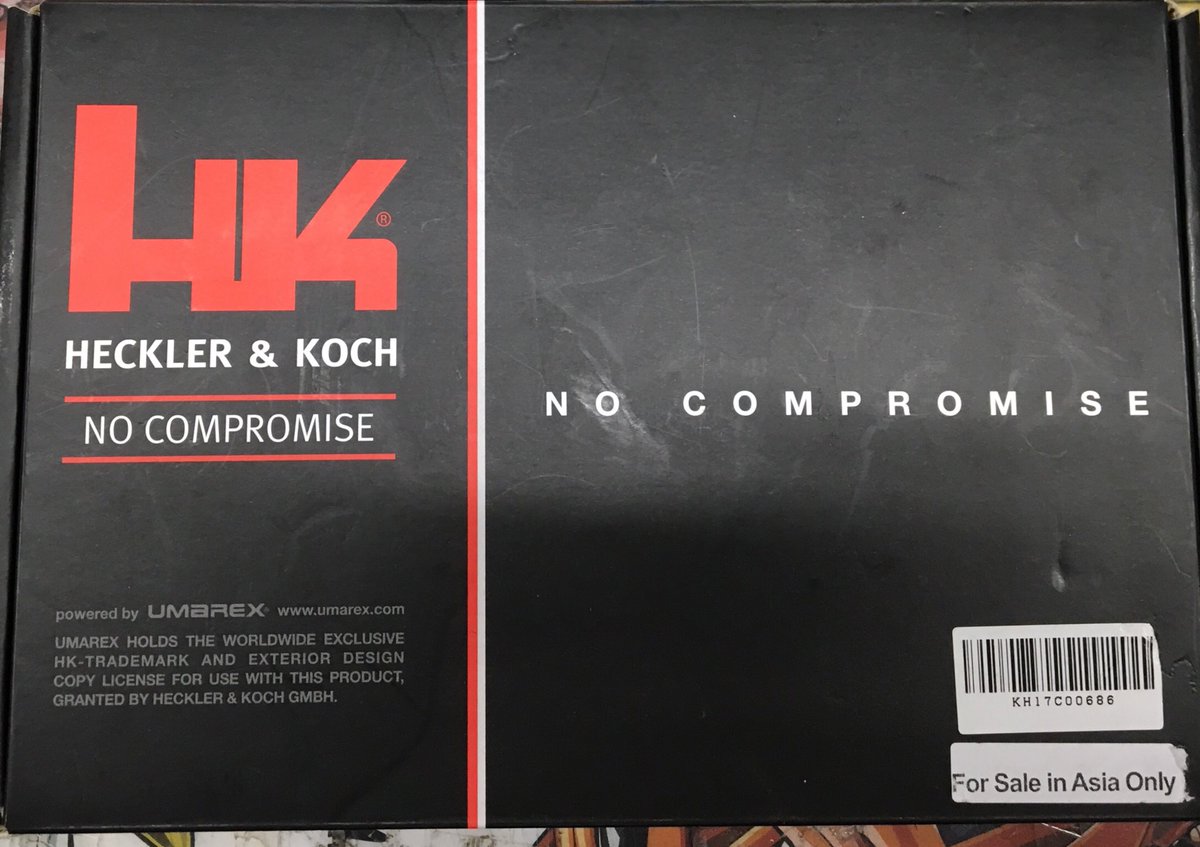 HK®
HECKLER & KOCH
NO COMPROMISE
powered by UMAREX® www.umarex.com
UMAREX HOLDS THE WORLDWIDE EXCLUSIVE
HK-TRADEMARK AND EXTERIOR DESIGN
COPY LICENSE FOR USE WITH THIS PRODUCT,
GRANTED BY HECKLER & KOCH GMBH.
NO COMPROMISE
KH17C00686
For Sale in Asia Only